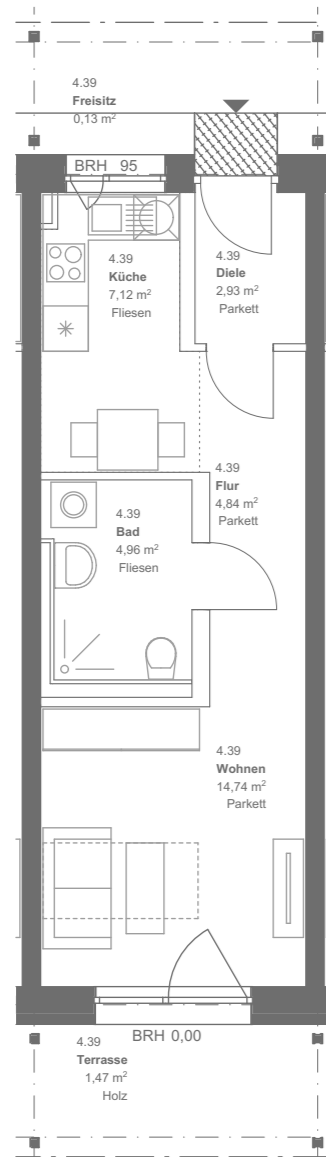 4.39
Freisitz
0,13 m²
BRH 95
4.39
Küche
7,12 m²
Fliesen
4.39
Diele
2,93 m²
Parkett
4.39
Flur
4,84 m²
Parkett
4.39
Bad
4,96 m²
Fliesen
4.39
Wohnen
14,74 m²
Parkett
BRH 0,00
4.39
Terrasse
1,47 m²
Holz